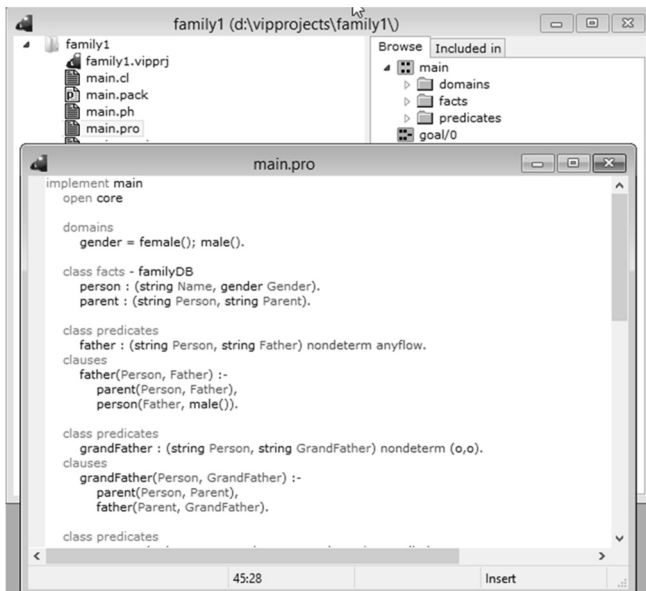 family1 (d:\vipprojects\family1\)
family1
family1.vipprj
main.cl
main.pack
main.ph
main.pro
Browse Included in
main
domains
facts
predicates
goal/0
main.pro
implement main
open core
domains
gender = female(); male().
class facts - familyDB
person : (string Name, gender Gender).
parent : (string Person, string Parent).
class predicates
father : (string Person, string Father) nondeterm anyflow.
clauses
father(Person, Father) :-
parent(Person, Father),
person(Father, male()).
class predicates
grandFather : (string Person, string GrandFather) nondeterm (o,o).
clauses
grandFather(Person, GrandFather) :-
parent(Person, Parent),
father(Parent, GrandFather).
class predicates
45:28 Insert